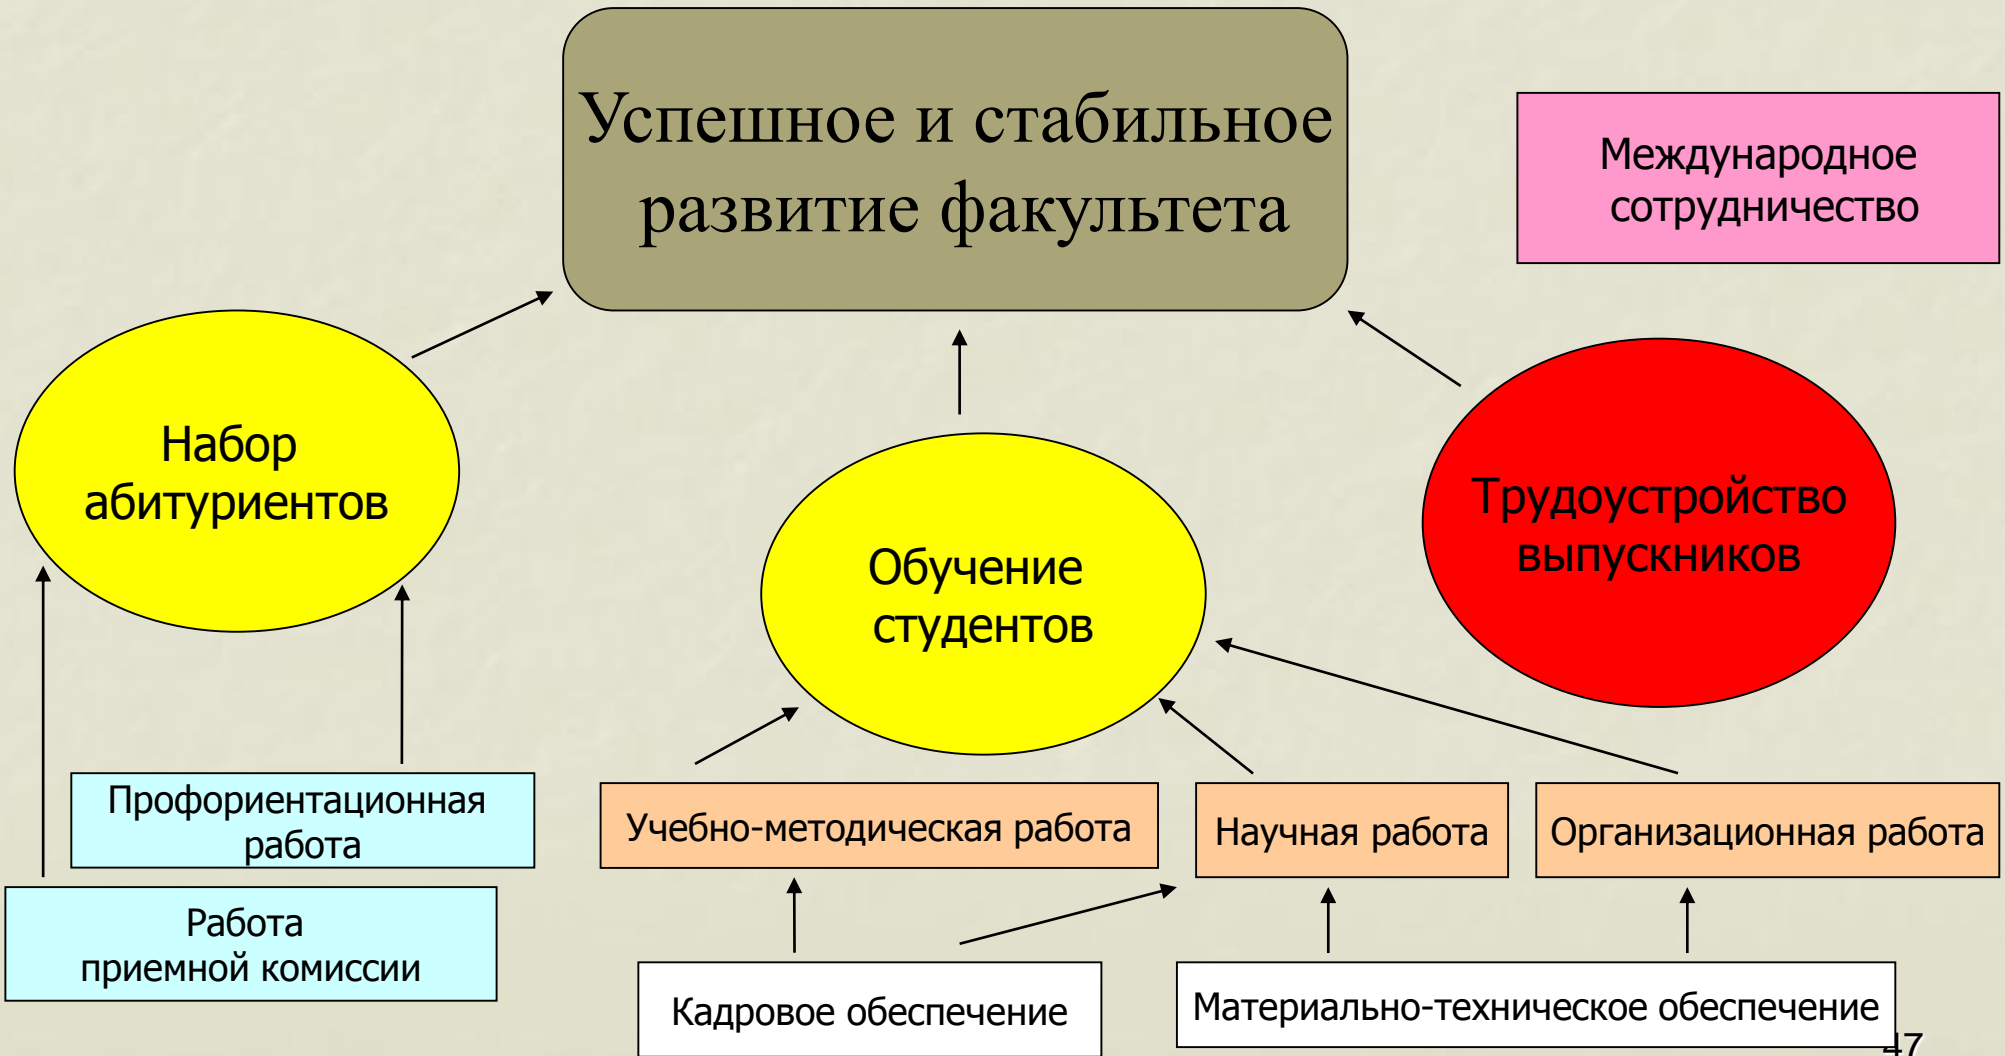 Успешное и стабильное
развитие факультета
Международное
сотрудничество
Набор
абитуриентов
Обучение
студентов
Трудоустройство
выпускников
Профориентационная
работа
Работа
приемной комиссии
Учебно-методическая работа
Научная работа
Организационная работа
Кадровое обеспечение
Материально-техническое обеспечение
47